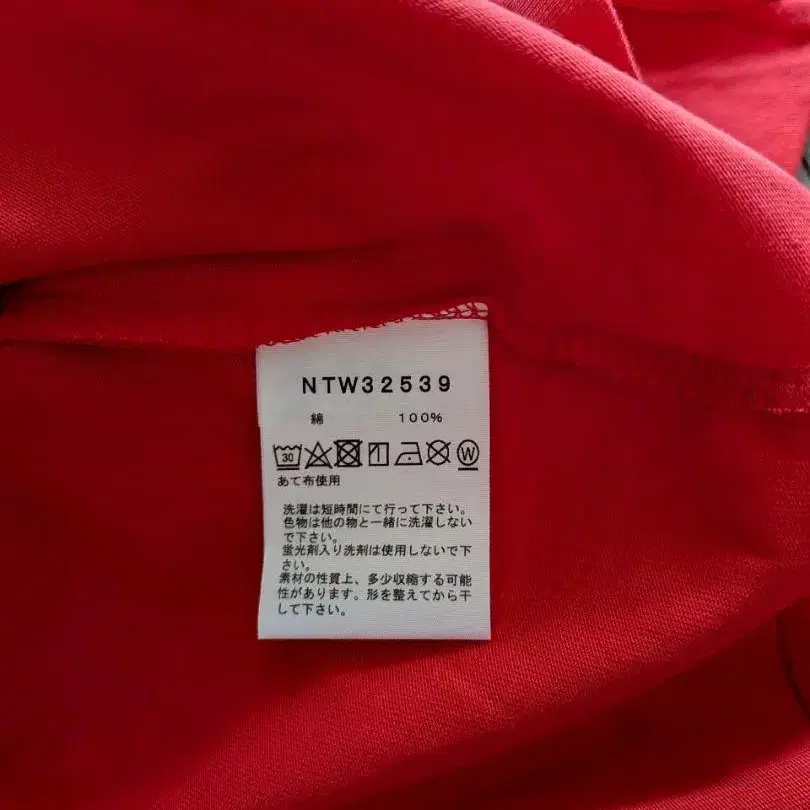 NTW32539
綿 100%
30 W
あて布使用
洗濯は短時間にて行って下さい。
色物は他の物と一緒に洗濯しない
で下さい。
蛍光剤入り洗剤は使用しないで下
さい。
素材の性質上、多少収縮する可能
性があります。形を整えてから干
して下さい。